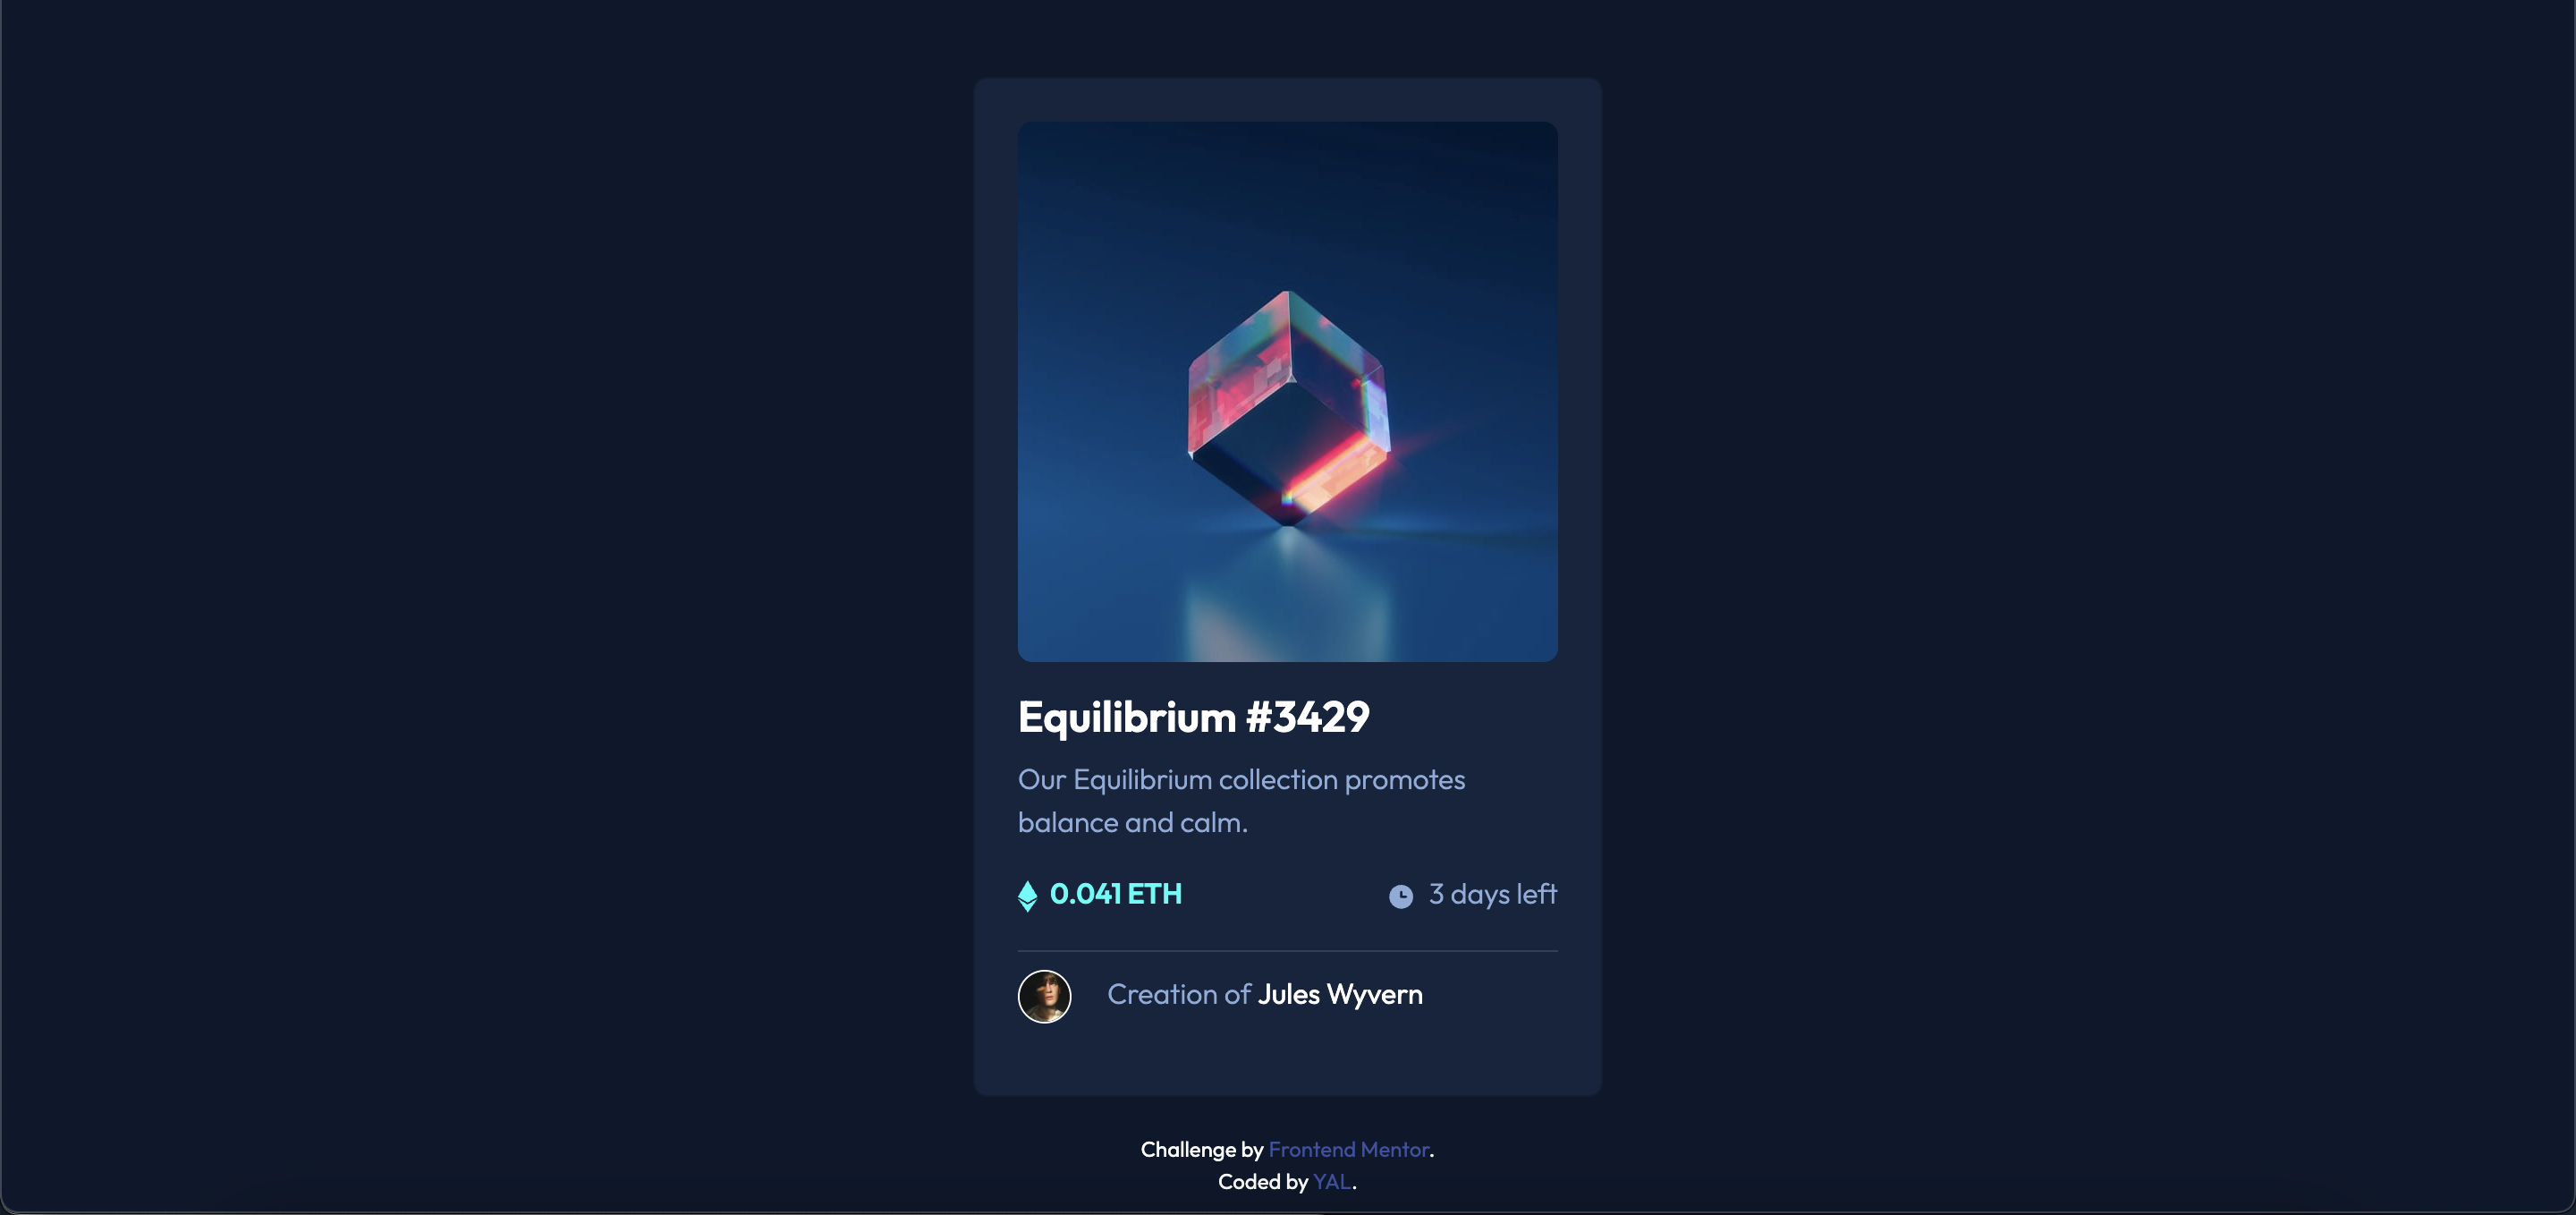 Equilibrium #3429
Our Equilibrium collection promotes
balance and calm.
0.041 ETH
3 days left
Creation of Jules Wyvern
Challenge by Frontend Mentor.
Coded by YAL.